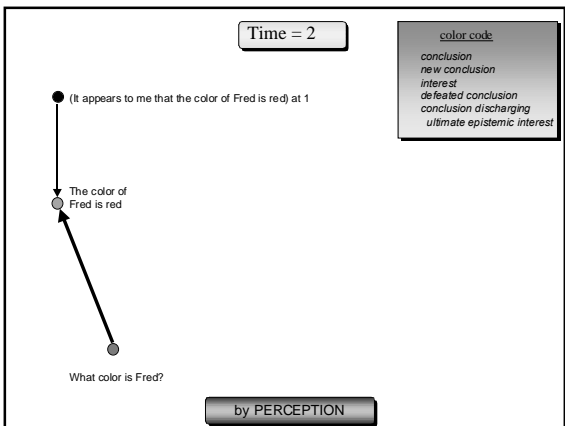 Time = 2
color code
conclusion
new conclusion
interest
defeated conclusion
conclusion discharging
ultimate epistemic interest
(It appears to me that the color of Fred is red) at 1
The color of
Fred is red
What color is Fred?
by PERCEPTION